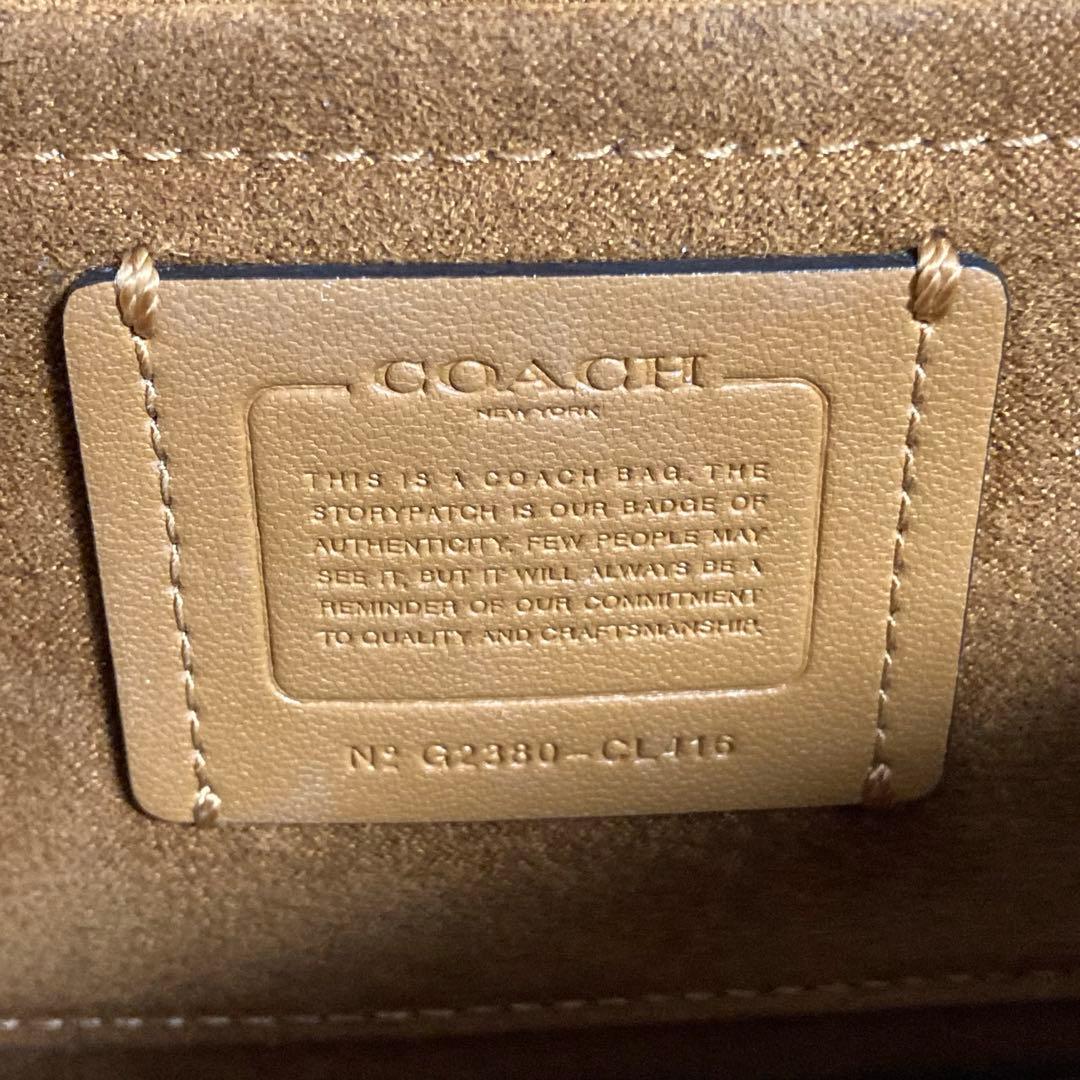 COACH
NEW YORK
THIS IS A COACH BAG. THE
STORYPATCH IS OUR BADGE OF
AUTHENTICITY. FEW PEOPLE MAY
SEE IT, BUT IT WILL ALWAYS BE A
REMINDER OF OUR COMMITMENT
TO QUALITY AND CRAFTSMANSHIP.
Nº G2380-CLJ16